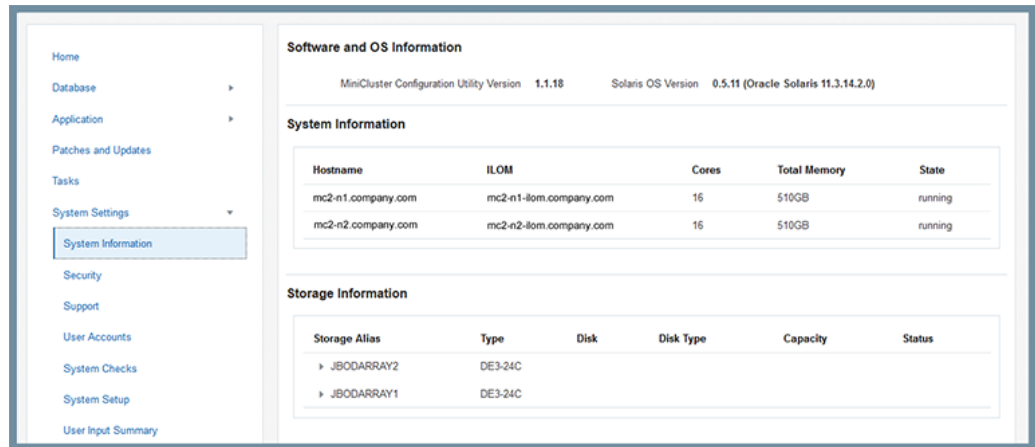 Home
Database
Application
Patches and Updates
Tasks
System Settings
System Information
Security
Support
User Accounts
System Checks
System Setup
User Input Summary
Software and OS Information
MiniCluster Configuration Utility Version 1.1.18 Solaris OS Version 0.5.11 (Oracle Solaris 11.3.14.2.0)
System Information
Hostname ILOM Cores Total Memory State
mc2-n1.company.com mc2-n1-ilom.company.com 16 510GB running
mc2-n2.company.com mc2-n2-ilom.company.com 16 510GB running
Storage Information
Storage Alias Type Disk Disk Type Capacity Status
JBODARRAY2 DE3-24C
JBODARRAY1 DE3-24C